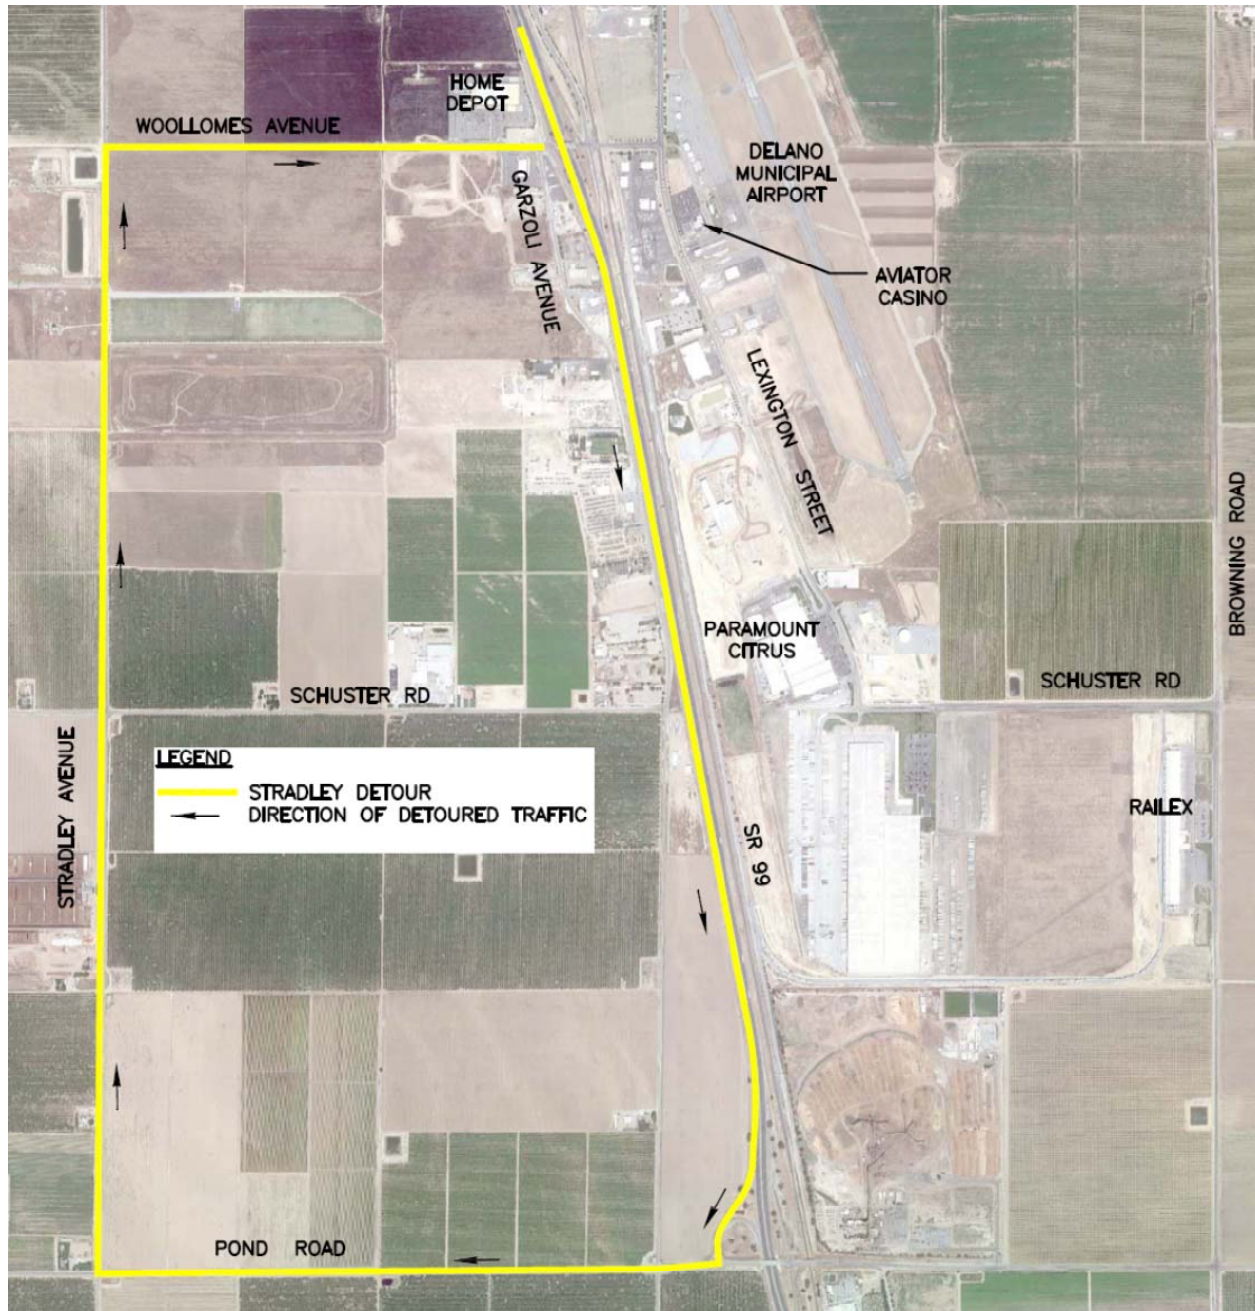 HOME
DEPOT
WOOLLOMES AVENUE
DELANO
MUNICIPAL
AIRPORT
GARZOLI AVENUE
AVIATOR
CASINO
LEXINGTON STREET
BROWNING ROAD
PARAMOUNT
CITRUS
SCHUSTER RD
SCHUSTER RD
STRADLEY AVENUE
LEGEND
STRADLEY DETOUR
DIRECTION OF DETOURED TRAFFIC
RAILEX
SR 99
POND ROAD